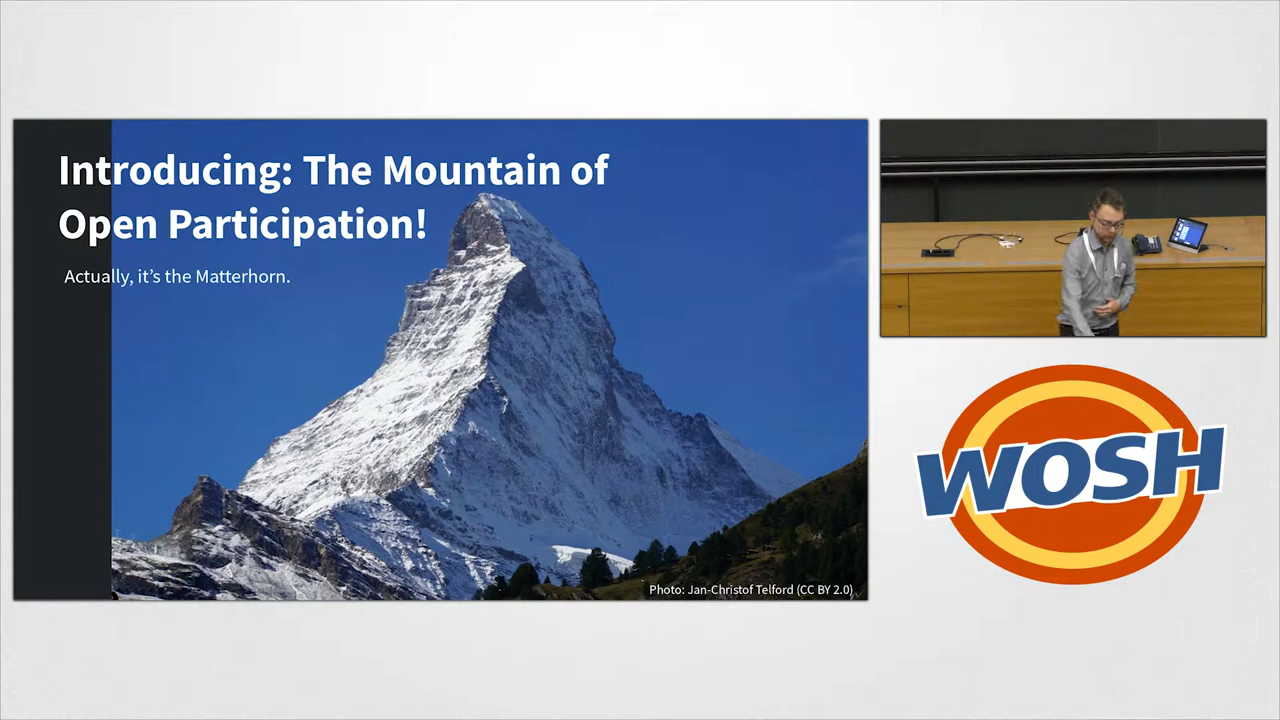 Introducing: The Mountain of
Open Participation!
Actually, it's the Matterhorn.
Photo: Jan-Christof Telford (CC BY 2.0)
WOSH